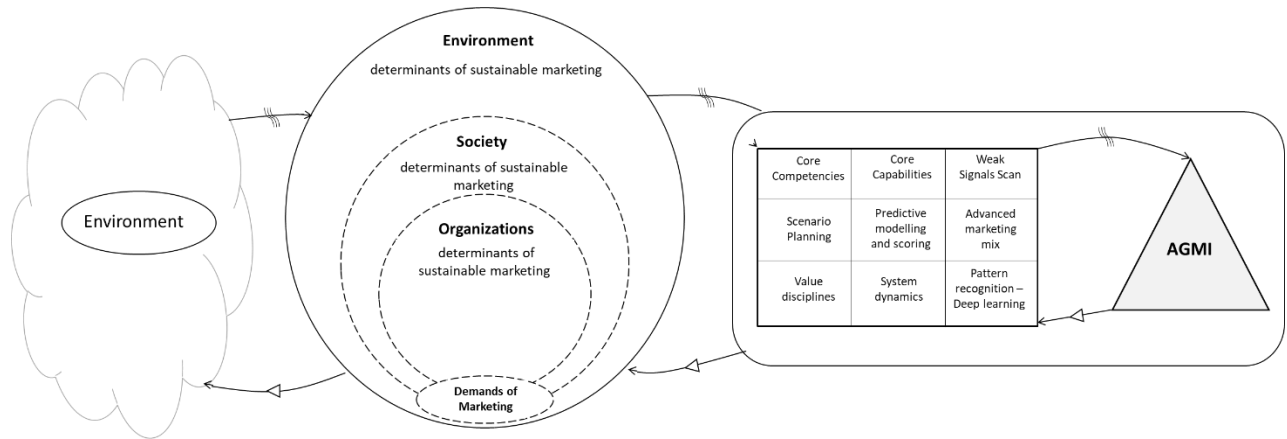 Environment
Environment
determinants of sustainable marketing
Society
determinants of sustainable
marketing
Organizations
determinants of
sustainable marketing
Demands of
Marketing
Core
Competencies
Core
Capabilities
Weak
Signals Scan
Scenario
Planning
Predictive
modelling
and scoring
Advanced
marketing
mix
Value
disciplines
System
dynamics
Pattern
recognition –
Deep learning
AGMI